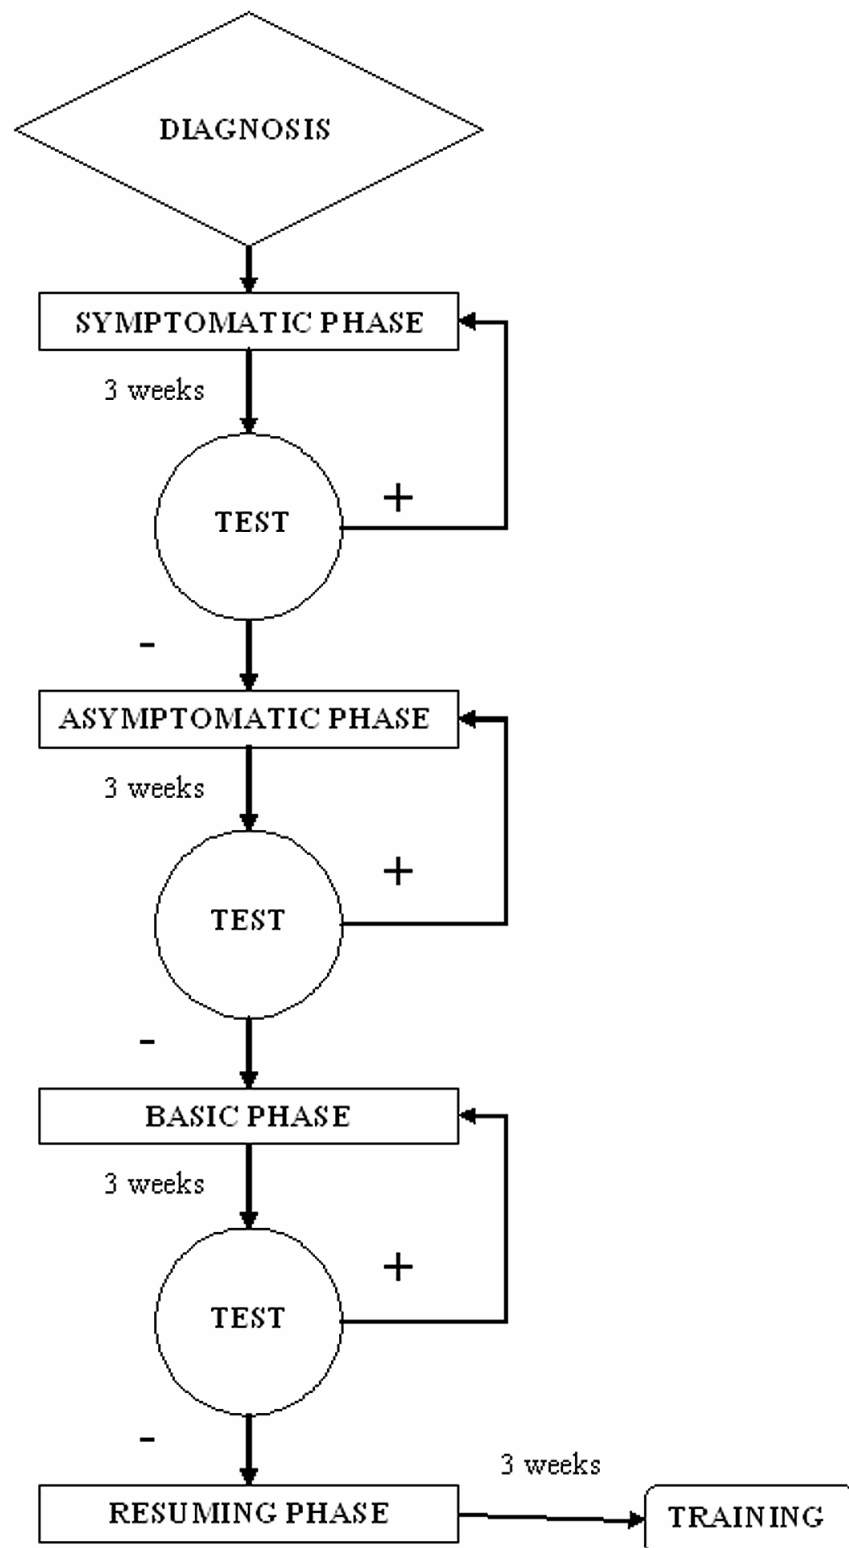 DIAGNOSIS
SYMPTOMATIC PHASE
3 weeks
TEST
+
-
ASYMPTOMATIC PHASE
3 weeks
TEST
+
-
BASIC PHASE
3 weeks
TEST
+
-
3 weeks
RESUMING PHASE
TRAINING